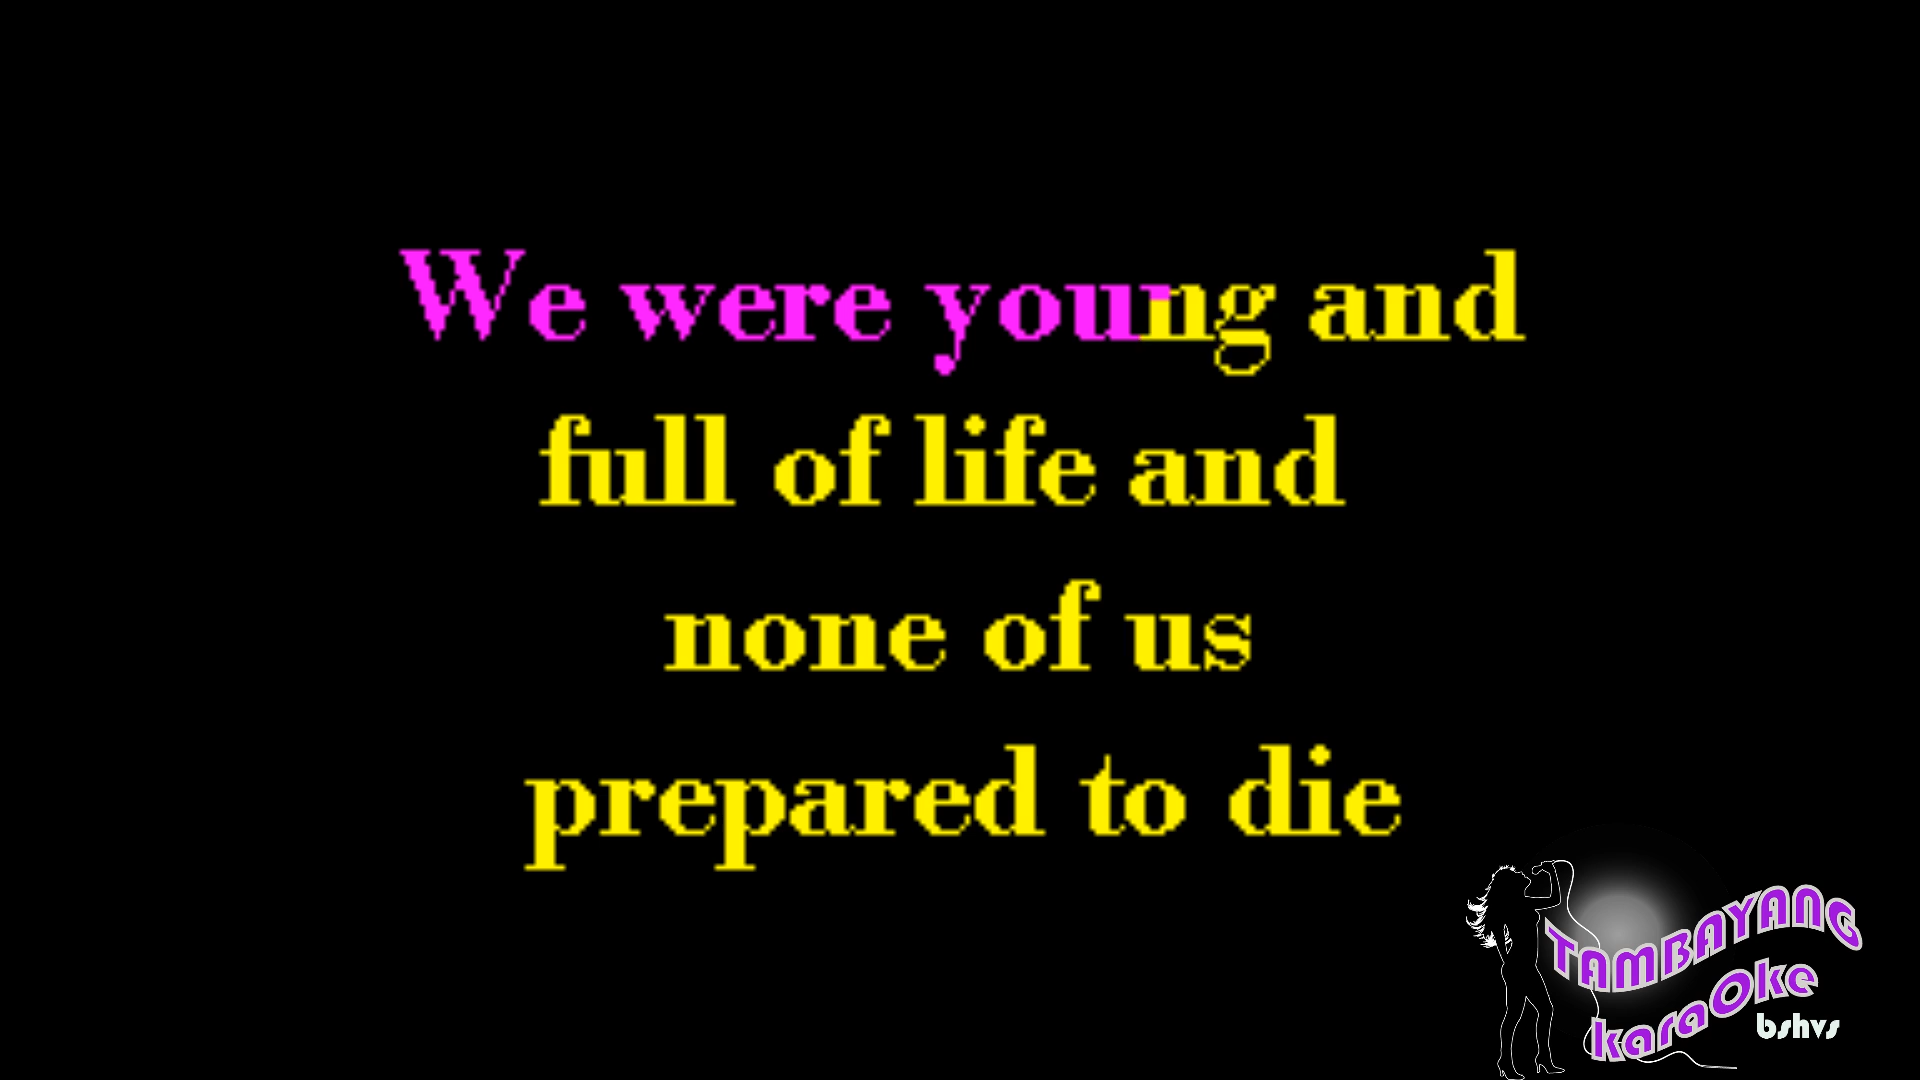 We were young and
full of life and
none of us
prepared to die
TAMBAYANG
karaOke
bshvs